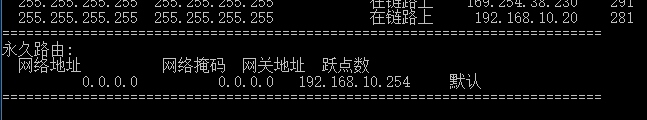 255.255.255.255 255.255.255.255 在链路上 169.254.38.230 291
255.255.255.255 255.255.255.255 在链路上 192.168.10.20 281
===========================================================================
永久路由:
网络地址 网络掩码 网关地址 跃点数
0.0.0.0 0.0.0.0 192.168.10.254 默认
===========================================================================